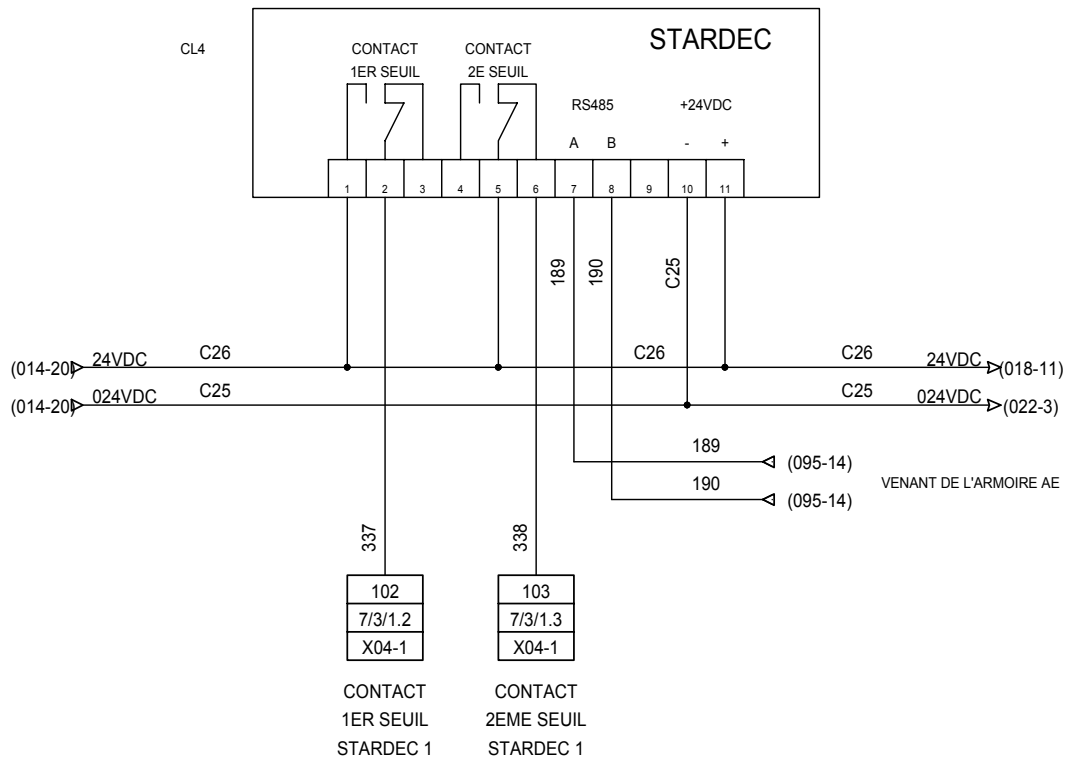 STARDEC
CL4
CONTACT
1ER SEUIL
CONTACT
2E SEUIL
RS485
+24VDC
A
B
-
+
1
2
3
4
5
6
7
8
9
10
11
189
190
C25
(014-20)
24VDC
C26
C26
C26
24VDC
(018-11)
(014-20)
024VDC
C25
C25
024VDC
(022-3)
189
(095-14)
190
(095-14)
VENANT DE L'ARMOIRE AE
337
338
102
7/3/1.2
X04-1
103
7/3/1.3
X04-1
CONTACT
1ER SEUIL
STARDEC 1
CONTACT
2EME SEUIL
STARDEC 1